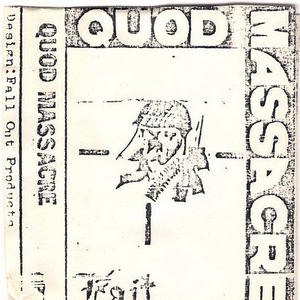 QUOD
MASSACRE
QUOD MASSACRE
Design:Fall Out Products